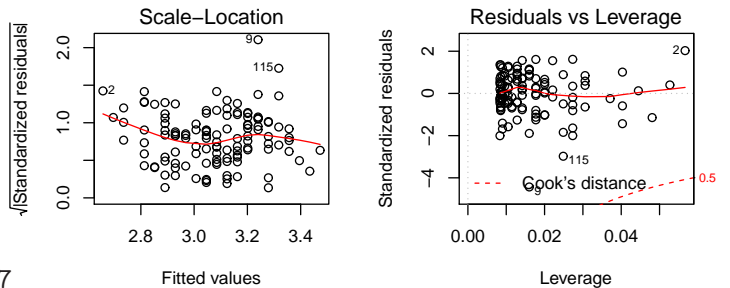 Scale−Location
√|Standardized residuals|
2.0
1.0
0.0
9
115
2
2.8 3.0 3.2 3.4
Fitted values
7
Residuals vs Leverage
Standardized residuals
2
0
−2
−4
2
115
9
Cook's distance
0.5
0.00 0.02 0.04
Leverage